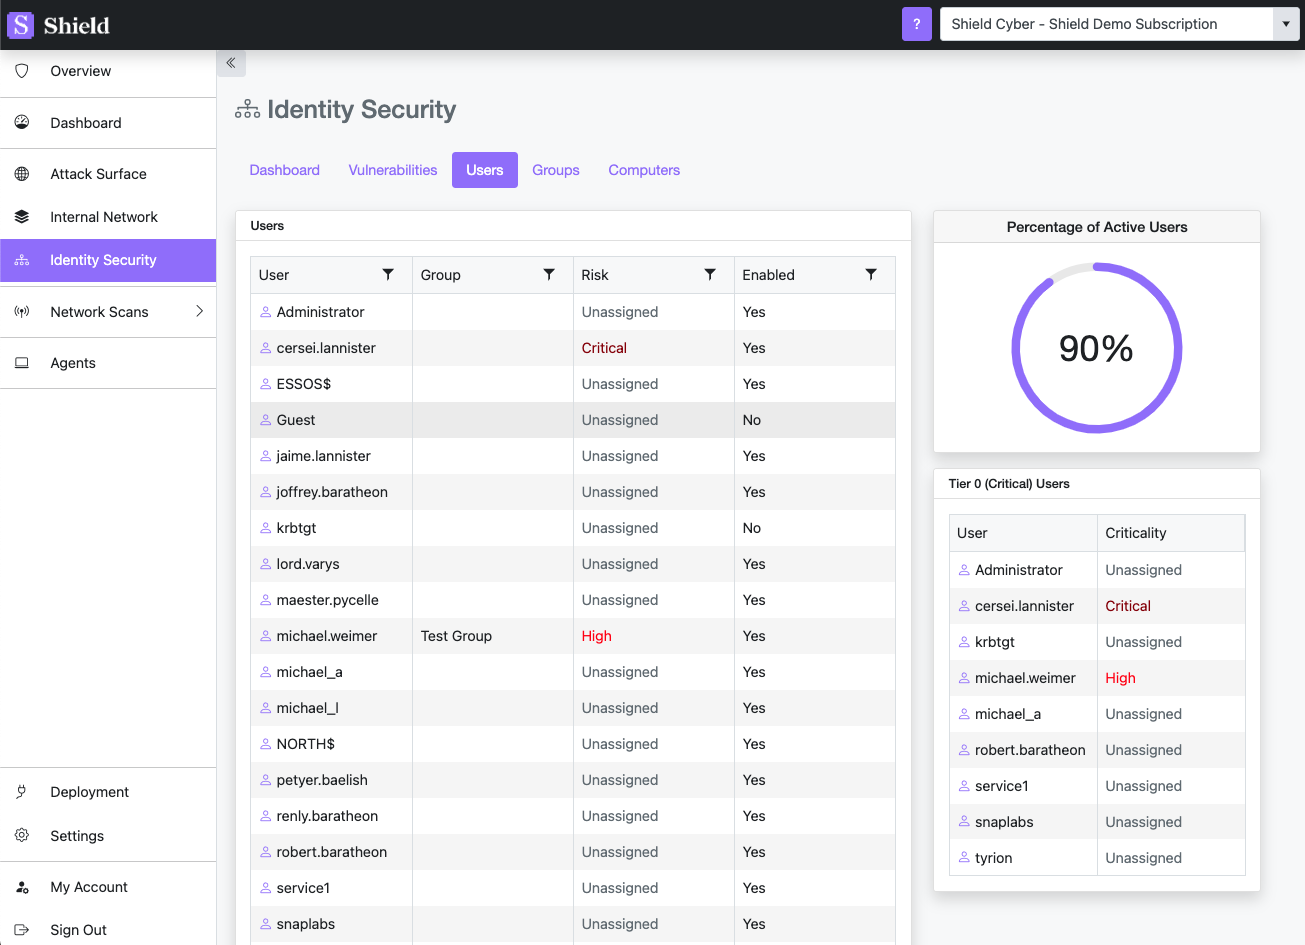 S Shield
? Shield Cyber - Shield Demo Subscription
Overview
Dashboard
Attack Surface
Internal Network
Identity Security
Network Scans
Agents
Deployment
Settings
My Account
Sign Out
Identity Security
Dashboard Vulnerabilities Users Groups Computers
Users
User Group Risk Enabled
Administrator Unassigned Yes
cersei.lannister Critical Yes
ESSOS$ Unassigned Yes
Guest Unassigned No
jaime.lannister Unassigned Yes
joffrey.baratheon Unassigned Yes
krbtgt Unassigned No
lord.varys Unassigned Yes
maester.pycelle Unassigned Yes
michael.weimer Test Group High Yes
michael_a Unassigned Yes
michael_l Unassigned Yes
NORTH$ Unassigned Yes
petyer.baelish Unassigned Yes
renly.baratheon Unassigned Yes
robert.baratheon Unassigned Yes
service1 Unassigned Yes
snaplabs Unassigned Yes
Percentage of Active Users
90%
Tier 0 (Critical) Users
User Criticality
Administrator Unassigned
cersei.lannister Critical
krbtgt Unassigned
michael.weimer High
michael_a Unassigned
robert.baratheon Unassigned
service1 Unassigned
snaplabs Unassigned
tyrion Unassigned